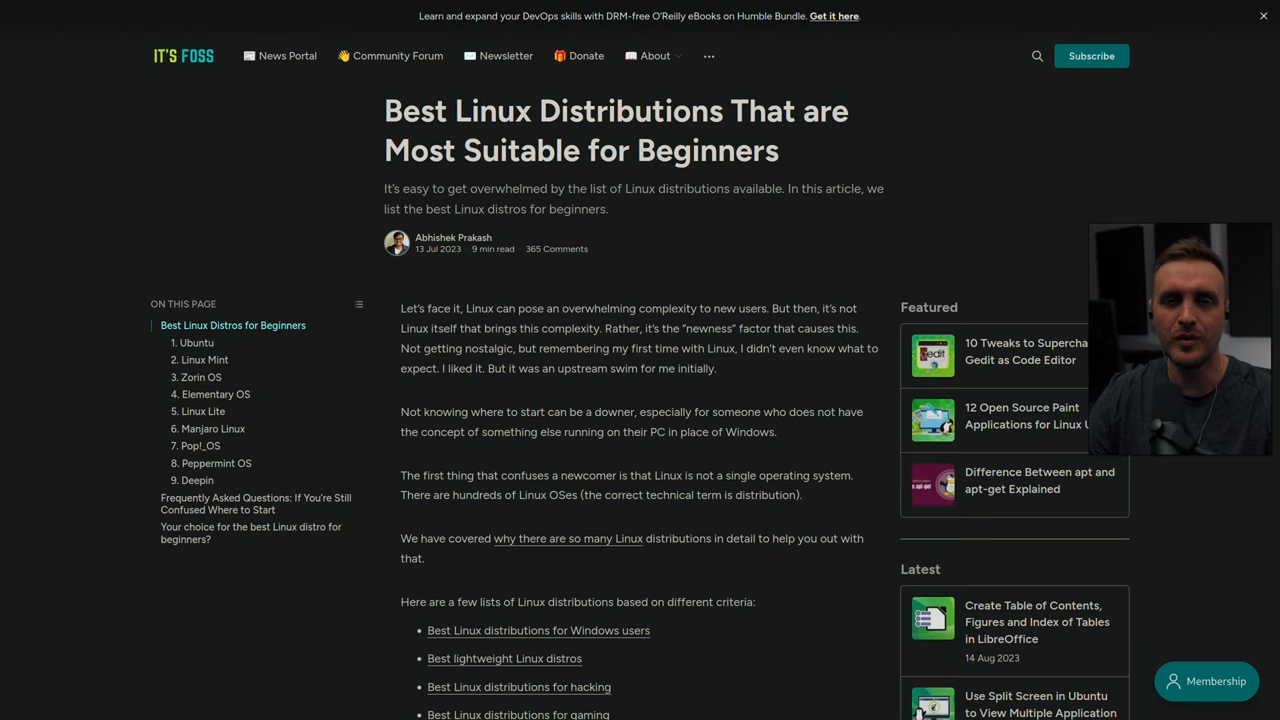 Learn and expand your DevOps skills with DRM-free O'Reilly eBooks on Humble Bundle. Get it here.
IT'S FOSS
News Portal
Community Forum
Newsletter
Donate
About
Subscribe
Best Linux Distributions That are
Most Suitable for Beginners
It's easy to get overwhelmed by the list of Linux distributions available. In this article, we
list the best Linux distros for beginners.
Abhishek Prakash
13 Jul 2023 · 9 min read · 365 Comments
ON THIS PAGE
Best Linux Distros for Beginners
1. Ubuntu
2. Linux Mint
3. Zorin OS
4. Elementary OS
5. Linux Lite
6. Manjaro Linux
7. Pop!_OS
8. Peppermint OS
9. Deepin
Frequently Asked Questions: If You're Still
Confused Where to Start
Your choice for the best Linux distro for
beginners?
Let's face it, Linux can pose an overwhelming complexity to new users. But then, it's not
Linux itself that brings this complexity. Rather, it's the “newness” factor that causes this.
Not getting nostalgic, but remembering my first time with Linux, I didn't even know what to
expect. I liked it. But it was an upstream swim for me initially.
Not knowing where to start can be a downer, especially for someone who does not have
the concept of something else running on their PC in place of Windows.
The first thing that confuses a newcomer is that Linux is not a single operating system.
There are hundreds of Linux OSes (the correct technical term is distribution).
We have covered why there are so many Linux distributions in detail to help you out with
that.
Here are a few lists of Linux distributions based on different criteria:
• Best Linux distributions for Windows users
• Best lightweight Linux distros
• Best Linux distributions for hacking
Best Linux distributions for gaming
Featured
10 Tweaks to
Gedit as Code Editor
12 Open Source Paint
Applications for Linux
Difference Between apt and
apt-get Explained
Latest
Create Table of Contents,
Figures and Index of Tables
in LibreOffice
14 Aug 2023
Use Split Screen in Ubuntu
to View Multiple Application
Membership